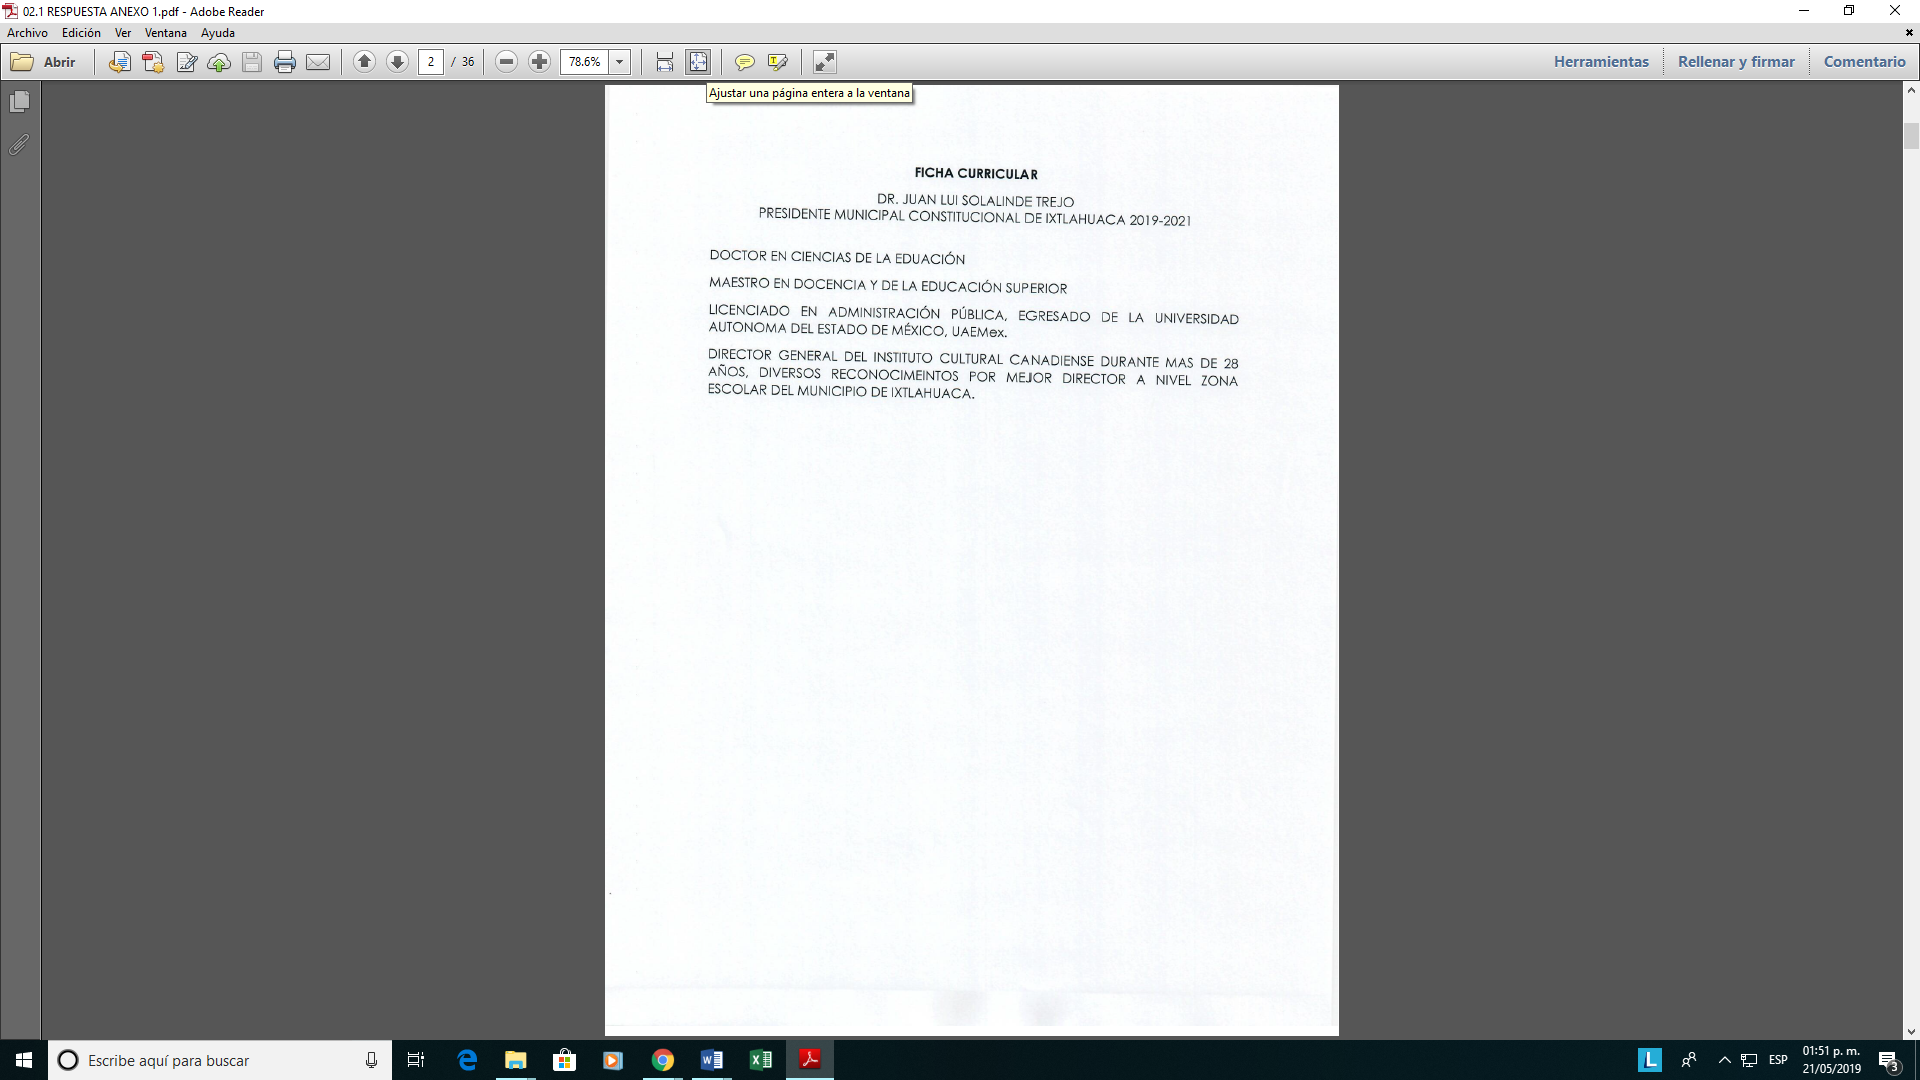 02.1 RESPUESTA ANEXO 1.pdf - Adobe Reader
Archivo Edición Ver Ventana Ayuda
Abrir 2 / 36 78.6% Herramientas Rellenar y firmar Comentario
Ajustar una página entera a la ventana
FICHA CURRICULAR
DR. JUAN LUI SOLALINDE TREJO
PRESIDENTE MUNICIPAL CONSTITUCIONAL DE IXTLAHUACA 2019-2021
DOCTOR EN CIENCIAS DE LA EDUACIÓN
MAESTRO EN DOCENCIA Y DE LA EDUCACIÓN SUPERIOR
LICENCIADO EN ADMINISTRACIÓN PÚBLICA, EGRESADO DE LA UNIVERSIDAD
AUTONOMA DEL ESTADO DE MÉXICO, UAEMex.
DIRECTOR GENERAL DEL INSTITUTO CULTURAL CANADIENSE DURANTE MAS DE 28
AÑOS, DIVERSOS RECONOCIMEINTOS POR MEJOR DIRECTOR A NIVEL ZONA
ESCOLAR DEL MUNICIPIO DE IXTLAHUACA.
Escribe aquí para buscar
L ESP 01:51 p. m.
21/05/2019 3